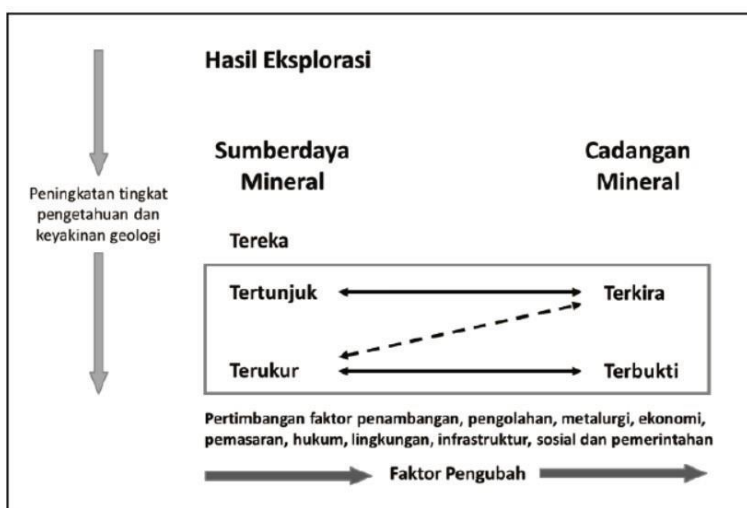 Hasil Eksplorasi
Sumberdaya
Mineral
Cadangan
Mineral
Peningkatan tingkat
pengetahuan dan
keyakinan geologi
Tereka
Tertunjuk
Terkira
Terukur
Terbukti
Pertimbangan faktor penambangan, pengolahan, metalurgi, ekonomi,
pemasaran, hukum, lingkungan, infrastruktur, sosial dan pemerintahan
Faktor Pengubah